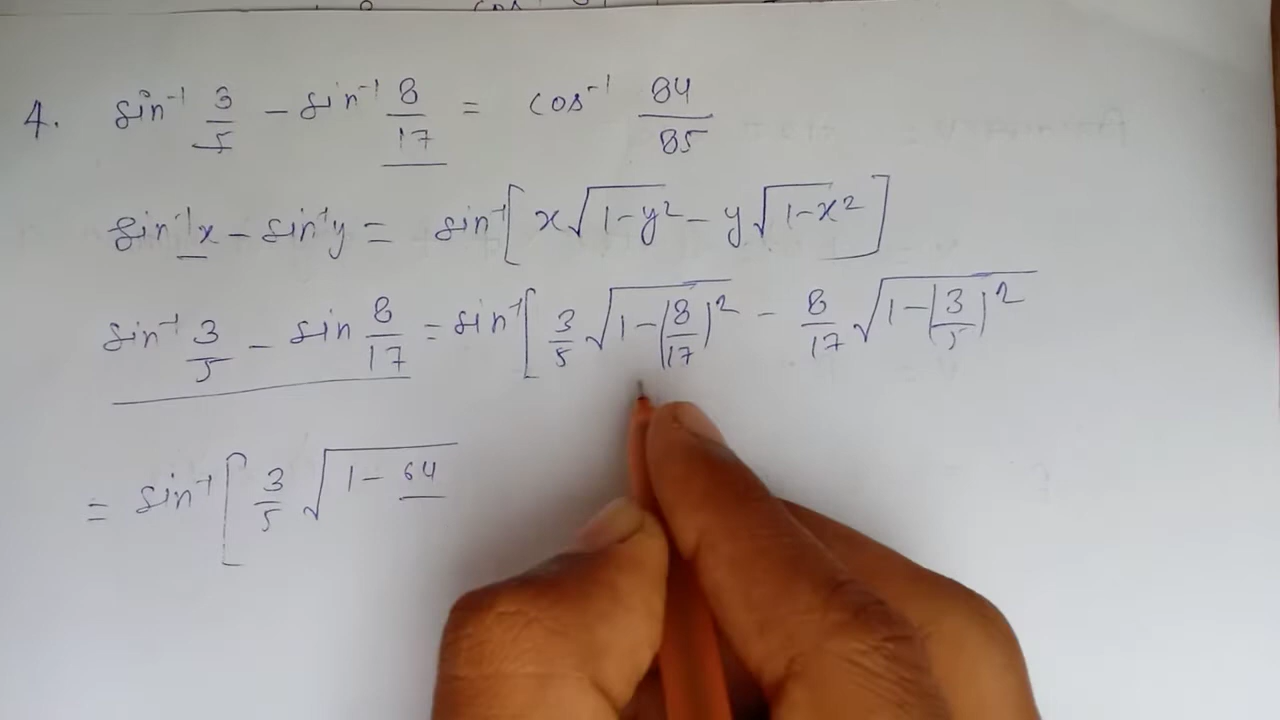 4. sin⁻¹ 3/5 - sin⁻¹ 8/17 = cos⁻¹ 84/85
sin⁻¹x - sin⁻¹y = sin⁻¹[x√(1-y²) - y√(1-x²)]
sin⁻¹ 3/5 - sin 8/17 = sin⁻¹[3/5 √(1-(8/17)²) - 8/17 √(1-(3/5)²)
= sin⁻¹[3/5 √(1-64